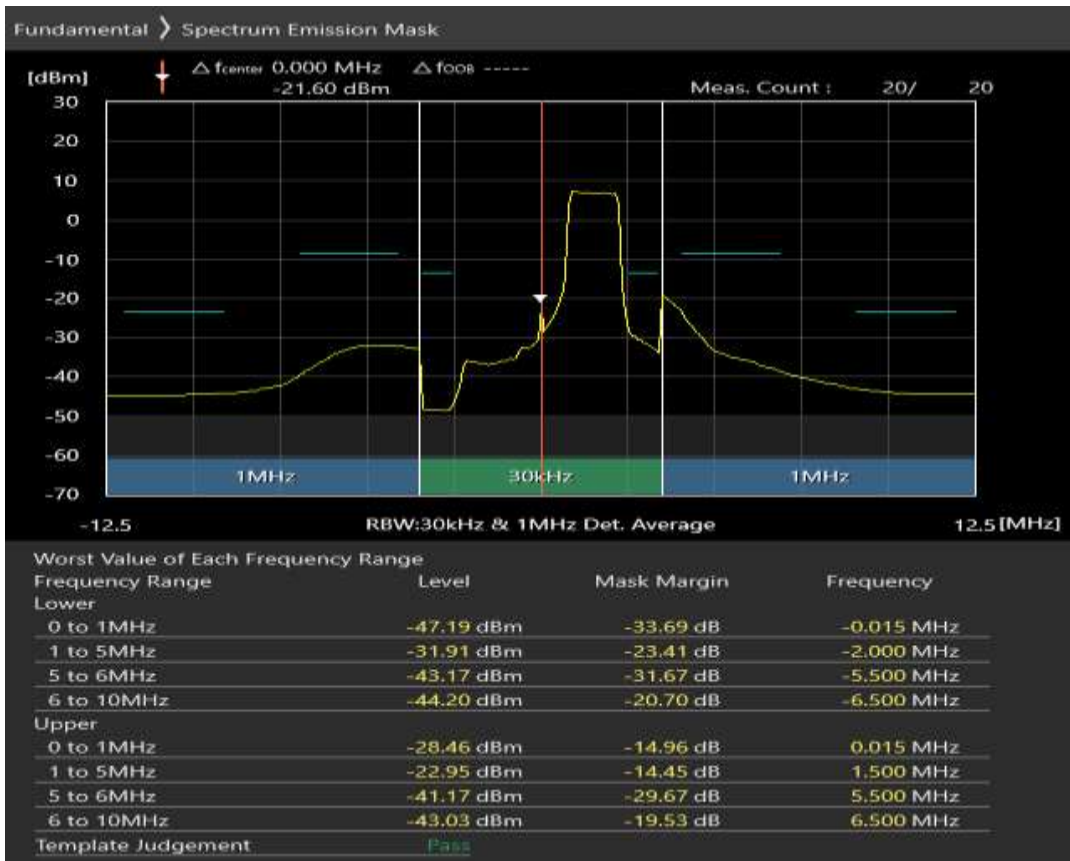 Fundamental 》 Spectrum Emission Mask
[dBm] △ fcenter 0.000 MHz △ fOOB -----
-21.60 dBm Meas. Count : 20/ 20
30
20
10
0
-10
-20
-30
-40
-50
-60
-70
1MHz 30kHz 1MHz
-12.5 RBW:30kHz & 1MHz Det. Average 12.5 [MHz]
Worst Value of Each Frequency Range
Frequency Range Level Mask Margin Frequency
Lower
0 to 1MHz -47.19 dBm -33.69 dB -0.015 MHz
1 to 5MHz -31.91 dBm -23.41 dB -2.000 MHz
5 to 6MHz -43.17 dBm -31.67 dB -5.500 MHz
6 to 10MHz -44.20 dBm -20.70 dB -6.500 MHz
Upper
0 to 1MHz -28.46 dBm -14.96 dB 0.015 MHz
1 to 5MHz -22.95 dBm -14.45 dB 1.500 MHz
5 to 6MHz -41.17 dBm -29.67 dB 5.500 MHz
6 to 10MHz -43.03 dBm -19.53 dB 6.500 MHz
Template Judgement Pass